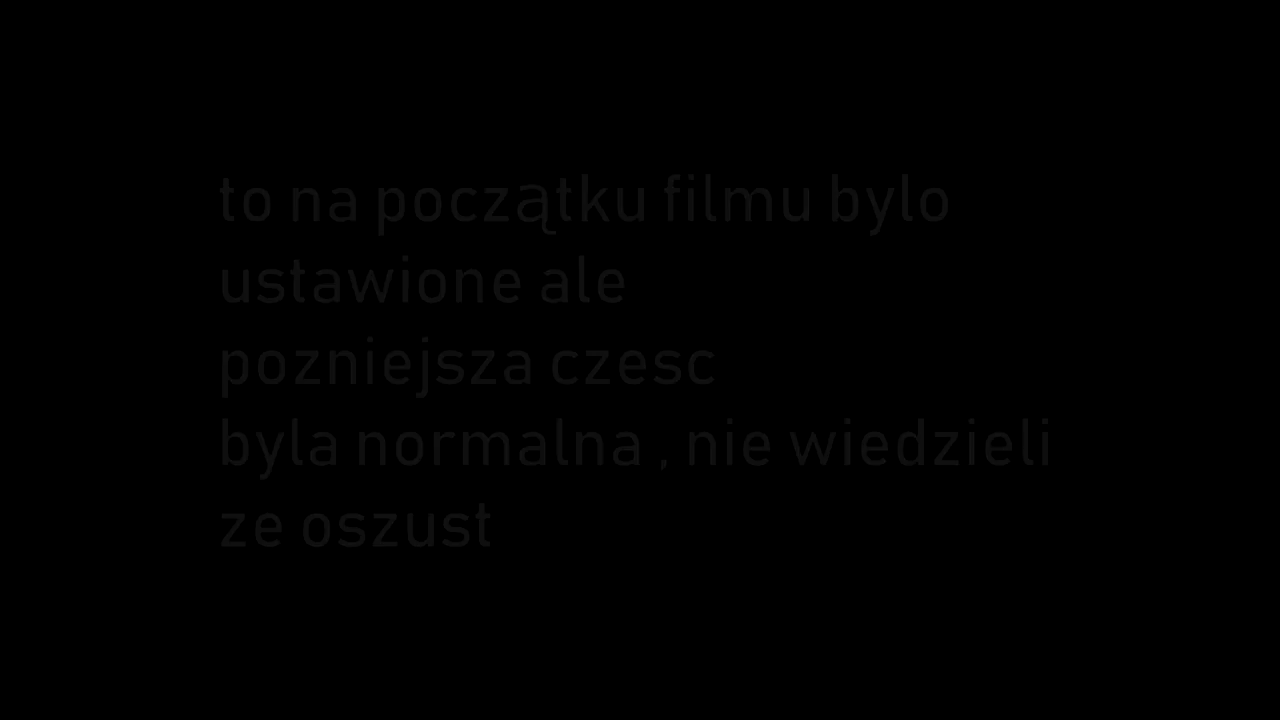 to na początku filmu bylo
ustawione ale
pozniejsza czesc
byla normalna , nie wiedzieli
ze oszust